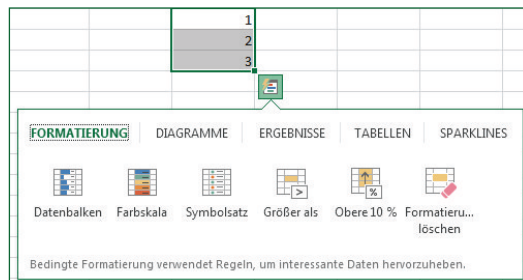 1
2
3
FORMATIERUNG DIAGRAMME ERGEBNISSE TABELLEN SPARKLINES
Datenbalken Farbskala Symbolsatz Größer als Obere 10 % Formatieru...
löschen
Bedingte Formatierung verwendet Regeln, um interessante Daten hervorzuheben.